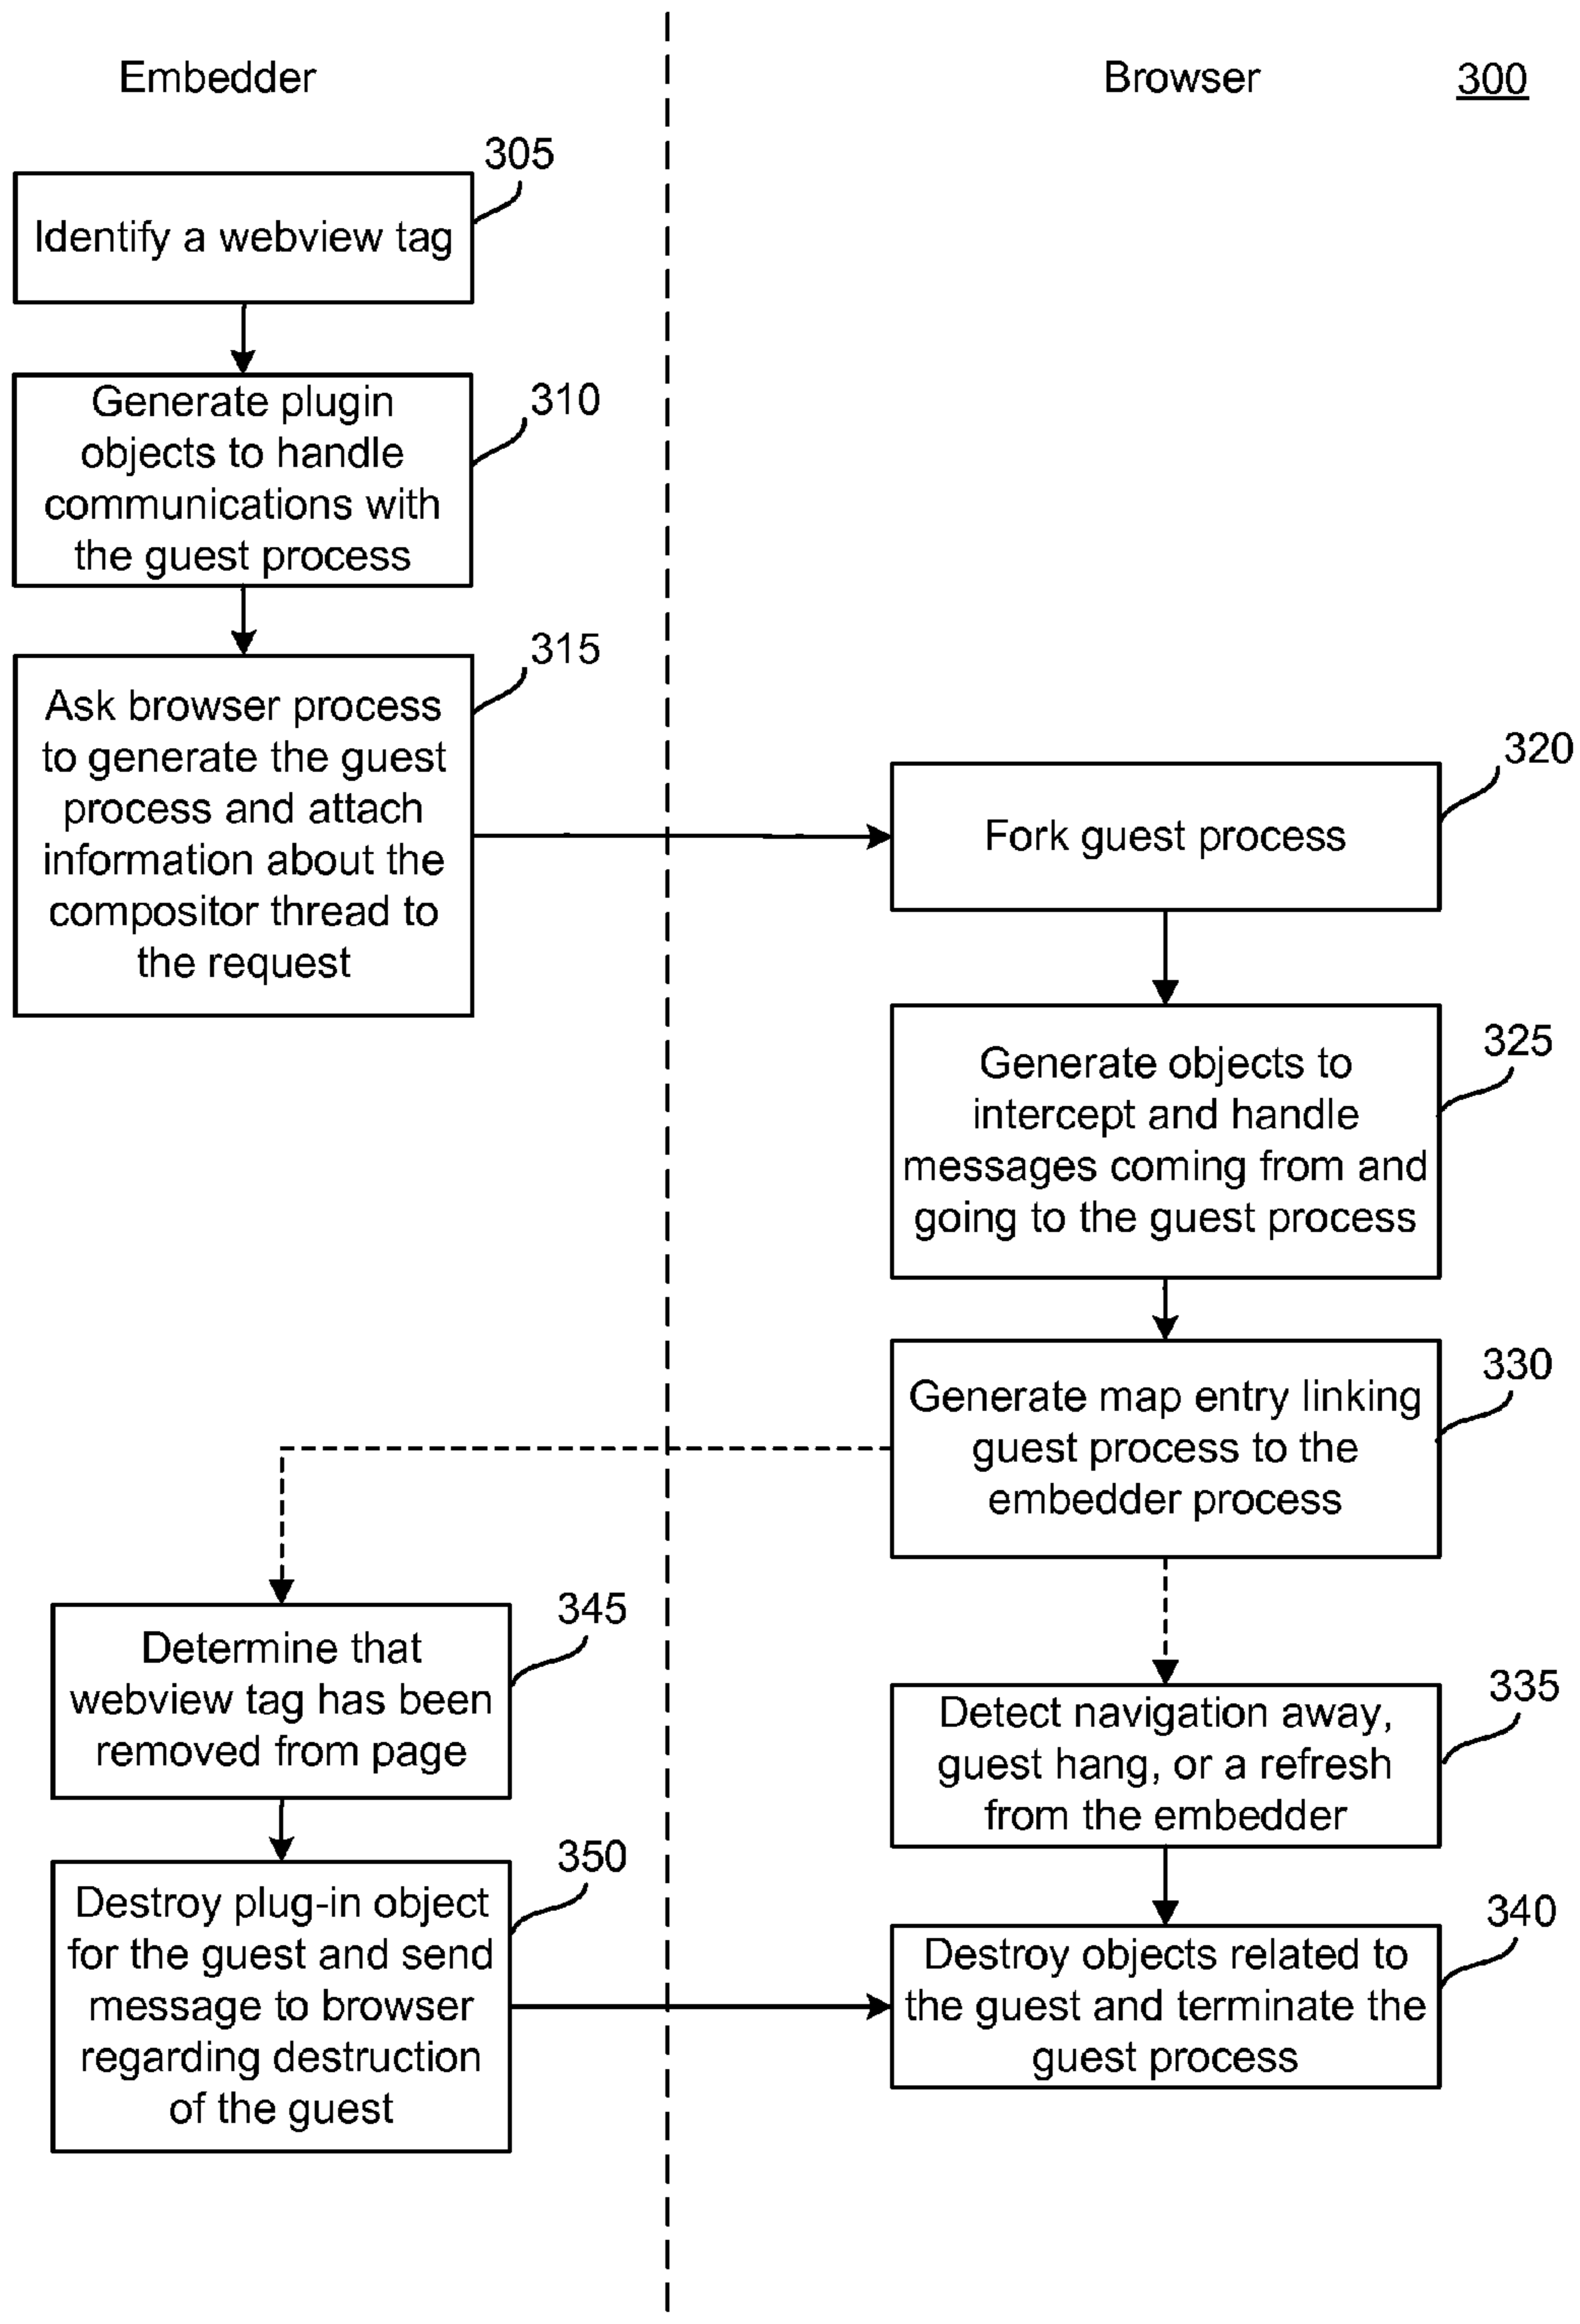 Embedder
Browser
300
305
Identify a webview tag
310
Generate plugin
objects to handle
communications with
the guest process
315
Ask browser process
to generate the guest
process and attach
information about the
compositor thread to
the request
320
Fork guest process
325
Generate objects to
intercept and handle
messages coming from and
going to the guest process
330
Generate map entry linking
guest process to the
embedder process
345
Determine that
webview tag has been
removed from page
335
Detect navigation away,
guest hang, or a refresh
from the embedder
350
Destroy plug-in object
for the guest and send
message to browser
regarding destruction
of the guest
340
Destroy objects related to
the guest and terminate the
guest process